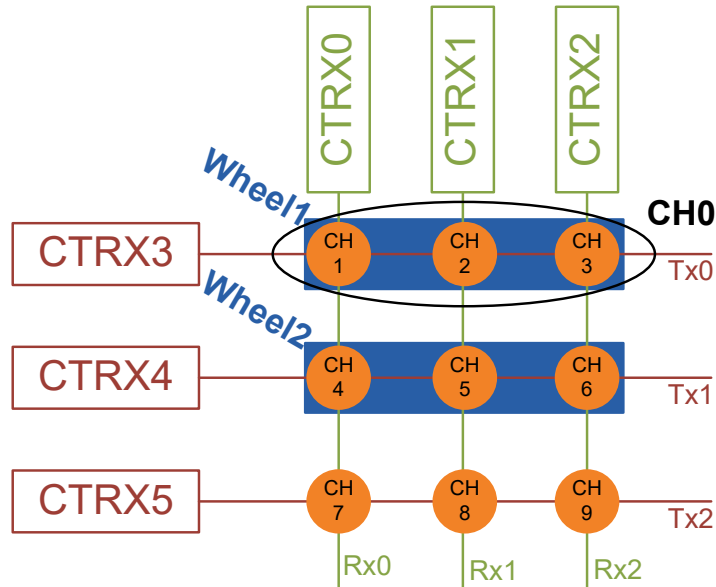 CTRX0
CTRX1
CTRX2
Wheel1
CH0
CTRX3
CH
1
CH
2
CH
3
Tx0
Wheel2
CTRX4
CH
4
CH
5
CH
6
Tx1
CTRX5
CH
7
CH
8
CH
9
Tx2
Rx0
Rx1
Rx2